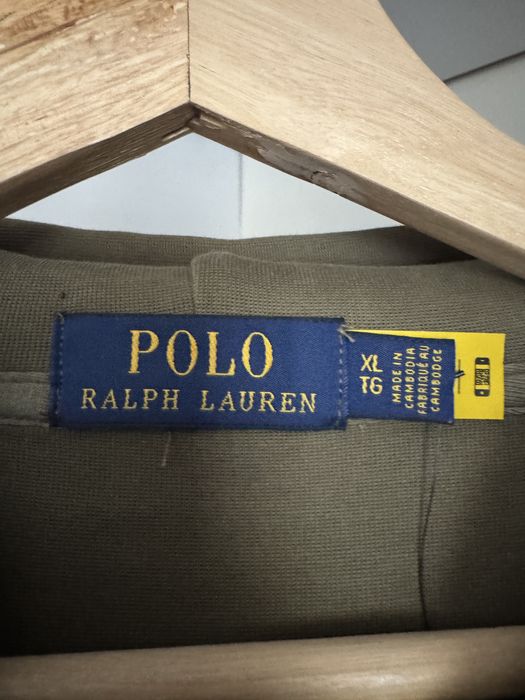 POLO
RALPH LAUREN
XL
TG
MADE IN
CAMBODIA
FABRIQUÉ AU
CAMBODGE